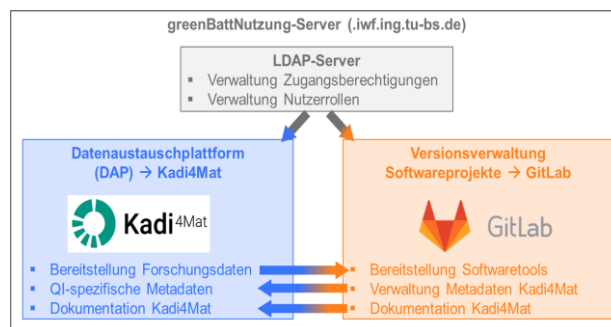 greenBattNutzung-Server (.iwf.ing.tu-bs.de)
LDAP-Server
▪ Verwaltung Zugangsberechtigungen
▪ Verwaltung Nutzerrollen
Datenaustauschplattform
(DAP) → Kadi4Mat
Kadi4Mat
▪ Bereitstellung Forschungsdaten
▪ QI-spezifische Metadaten
▪ Dokumentation Kadi4Mat
Versionsverwaltung
Softwareprojekte → GitLab
GitLab
▪ Bereitstellung Softwaretools
▪ Verwaltung Metadaten Kadi4Mat
▪ Dokumentation Kadi4Mat